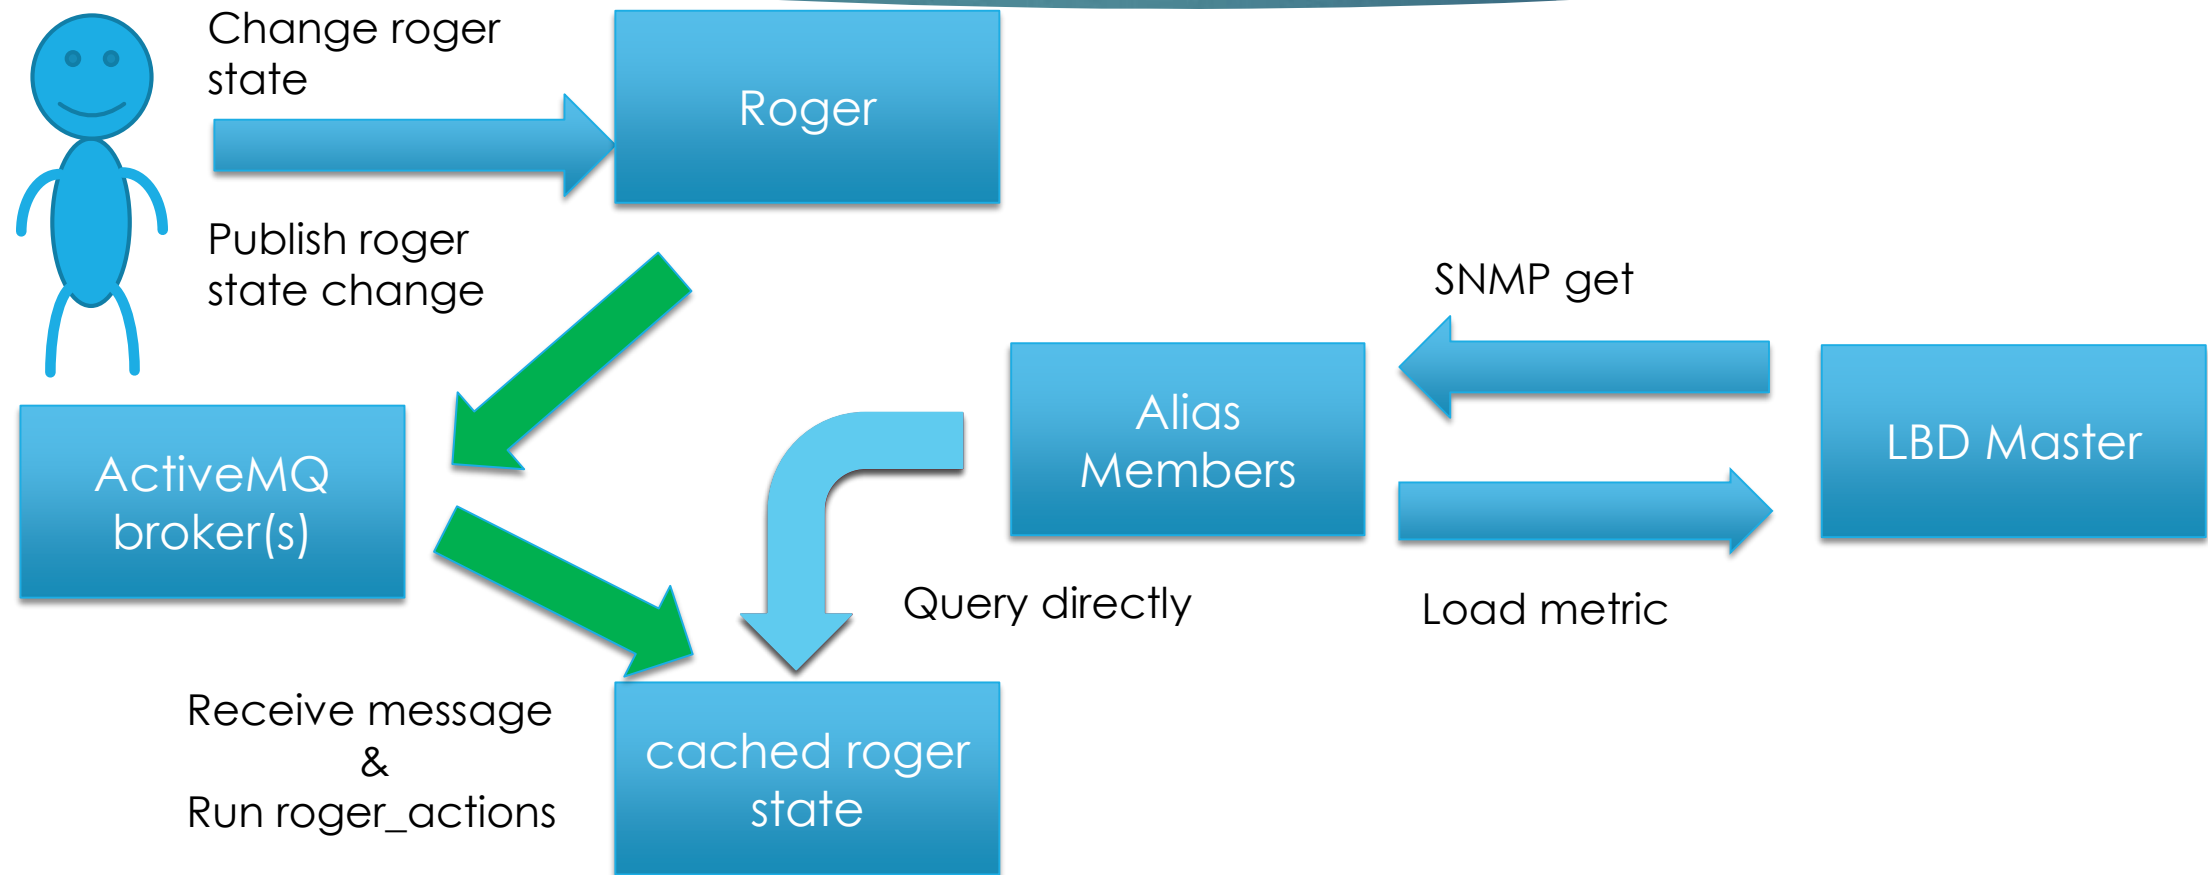 Change roger
state
Roger
Publish roger
state change
SNMP get
Alias
Members
LBD Master
ActiveMQ
broker(s)
Query directly
Load metric
Receive message
&
Run roger_actions
cached roger
state